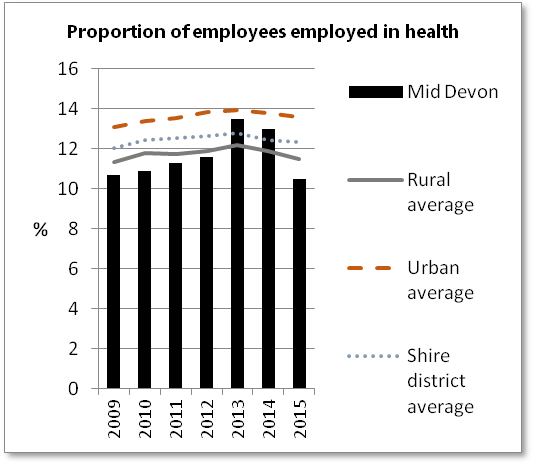 Proportion of employees employed in health
16
14
12
10
8
6
4
2
0
%
2009
2010
2011
2012
2013
2014
2015
Mid Devon
Rural
average
Urban
average
Shire
district
average